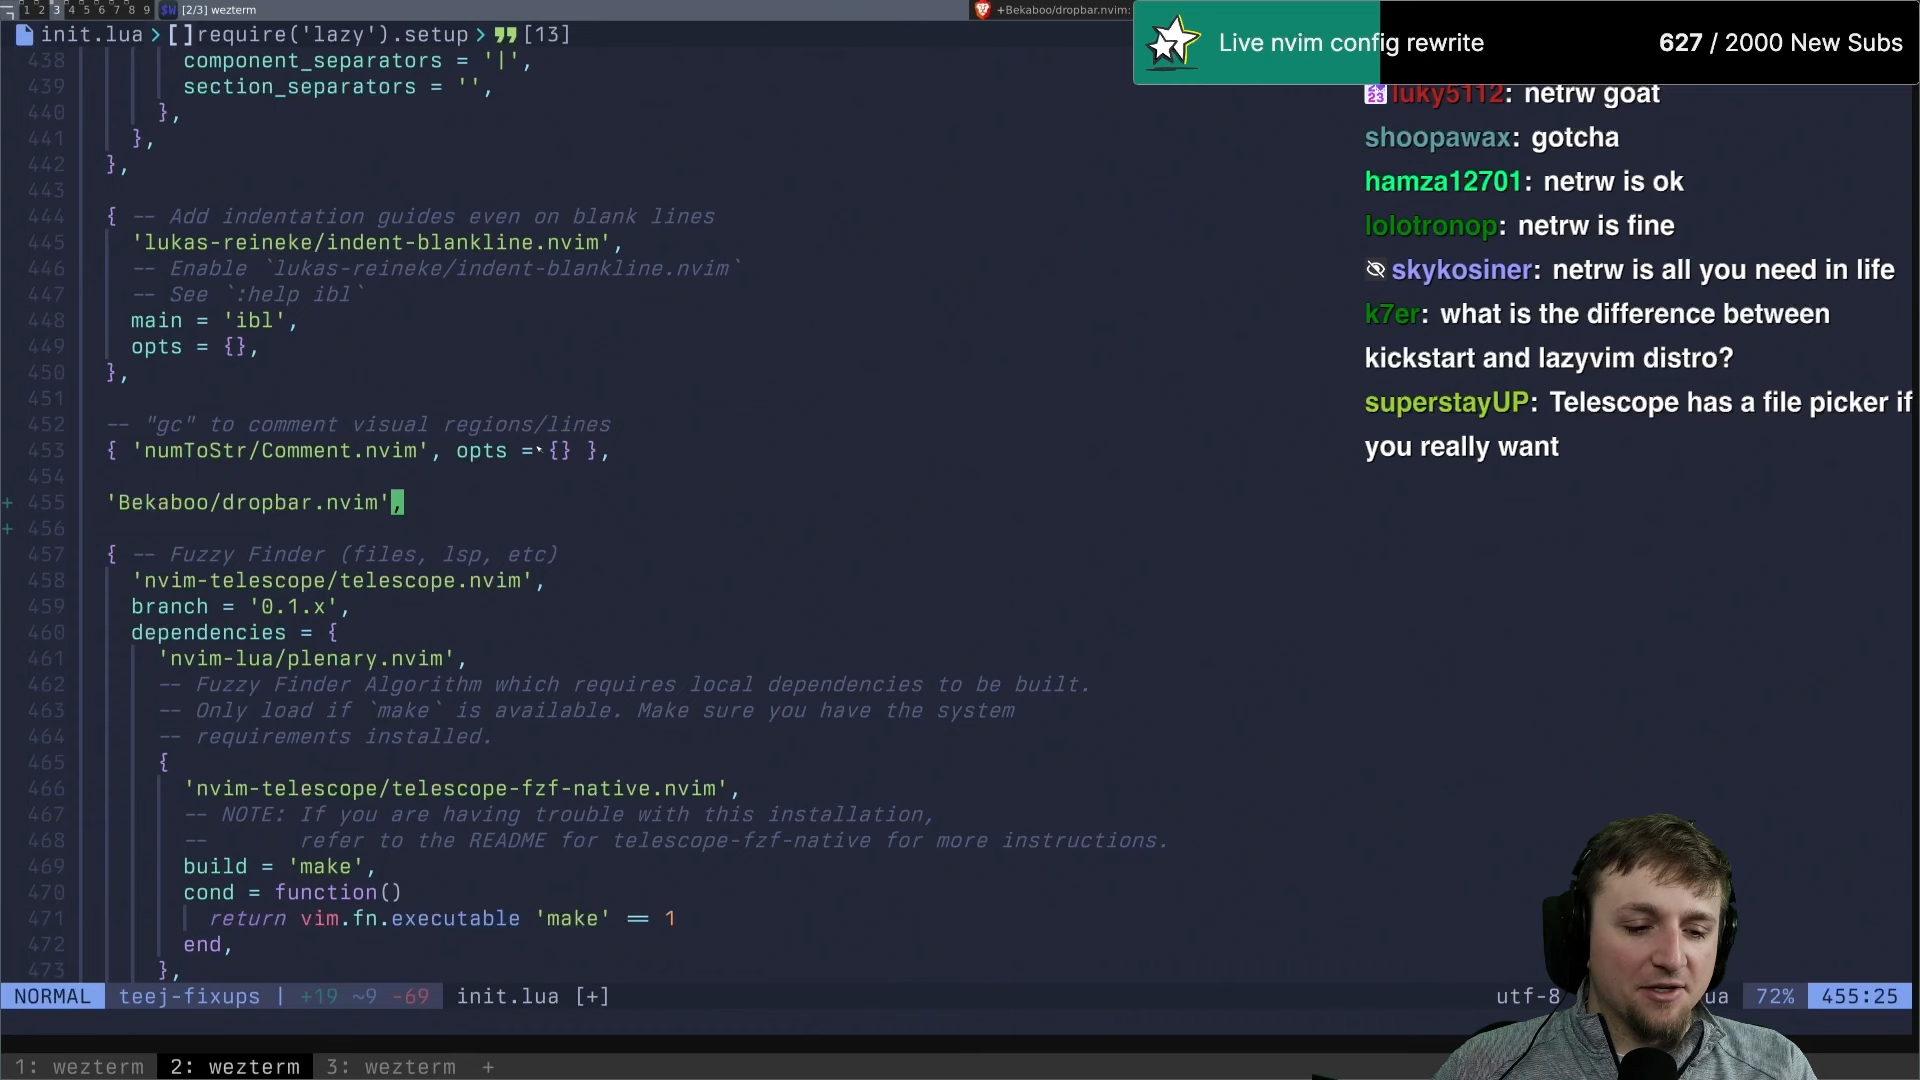 1 2 3 4 5 6 7 8 9 $W [2/3] wezterm
+Bekaboo/dropbar.nvim:
init.lua > []require('lazy').setup > [13]
Live nvim config rewrite 627 / 2000 New Subs
438 component_separators = '|',
439 section_separators = '',
440 },
441 },
442 },
443
444 { -- Add indentation guides even on blank lines
445 'lukas-reineke/indent-blankline.nvim',
446 -- Enable `lukas-reineke/indent-blankline.nvim`
447 -- See `:help ibl`
448 main = 'ibl',
449 opts = {},
450 },
451
452 -- "gc" to comment visual regions/lines
453 { 'numToStr/Comment.nvim', opts = {} },
454
+ 455 'Bekaboo/dropbar.nvim',
+ 456
457 { -- Fuzzy Finder (files, lsp, etc)
458 'nvim-telescope/telescope.nvim',
459 branch = '0.1.x',
460 dependencies = {
461 'nvim-lua/plenary.nvim',
462 -- Fuzzy Finder Algorithm which requires local dependencies to be built.
463 -- Only load if `make` is available. Make sure you have the system
464 -- requirements installed.
465 {
466 'nvim-telescope/telescope-fzf-native.nvim',
467 -- NOTE: If you are having trouble with this installation,
468 -- refer to the README for telescope-fzf-native for more instructions.
469 build = 'make',
470 cond = function()
471 return vim.fn.executable 'make' == 1
472 end,
473 },
luky5112: netrw goat
shoopawax: gotcha
hamza12701: netrw is ok
lolotronop: netrw is fine
skykosiner: netrw is all you need in life
k7er: what is the difference between
kickstart and lazyvim distro?
superstayUP: Telescope has a file picker if
you really want
NORMAL teej-fixups | +19 ~9 -69 init.lua [+] utf-8 ua 72% 455:25
1: wezterm 2: wezterm 3: wezterm +